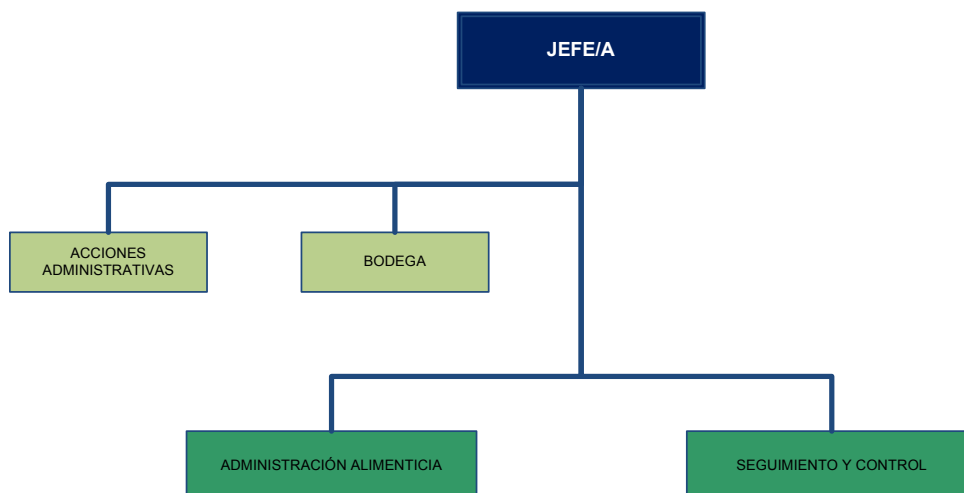 JEFE/A
ACCIONES
ADMINISTRATIVAS
BODEGA
ADMINISTRACIÓN ALIMENTICIA
SEGUIMIENTO Y CONTROL